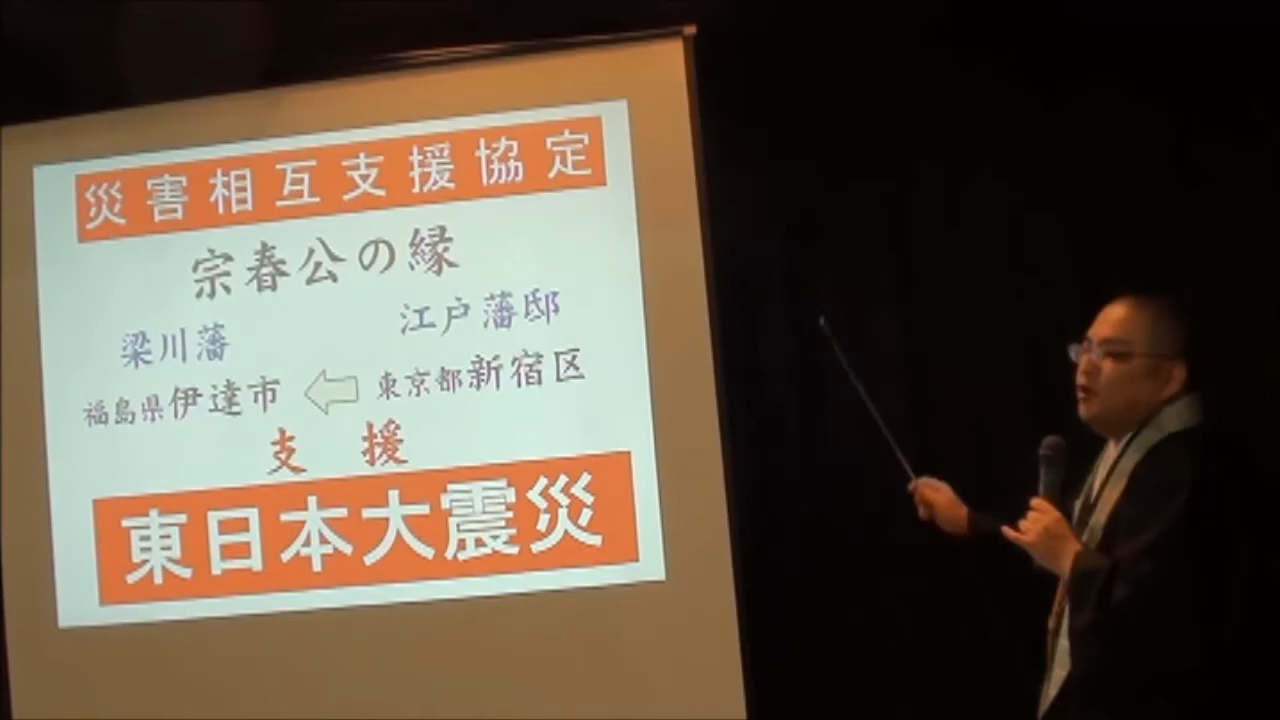 災害相互支援協定
宗春公の縁
梁川藩 江戸藩邸
福島県伊達市 ← 東京都新宿区
支援
東日本大震災